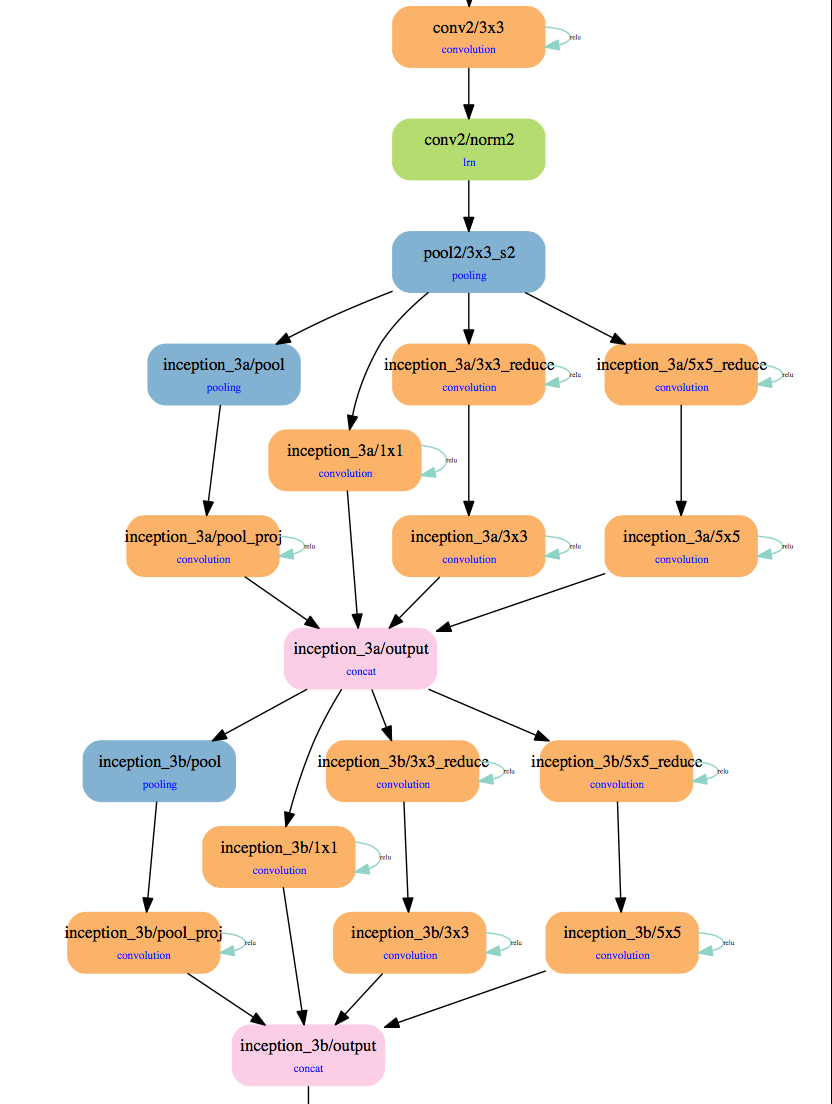 conv2/3x3
convolution
relu
conv2/norm2
lrn
pool2/3x3_s2
pooling
inception_3a/pool
pooling
inception_3a/3x3_reduce
convolution
relu
inception_3a/5x5_reduce
convolution
relu
inception_3a/1x1
convolution
relu
inception_3a/pool_proj
convolution
relu
inception_3a/3x3
convolution
relu
inception_3a/5x5
convolution
relu
inception_3a/output
concat
inception_3b/pool
pooling
inception_3b/3x3_reduce
convolution
relu
inception_3b/5x5_reduce
convolution
relu
inception_3b/1x1
convolution
relu
inception_3b/pool_proj
convolution
relu
inception_3b/3x3
convolution
relu
inception_3b/5x5
convolution
relu
inception_3b/output
concat